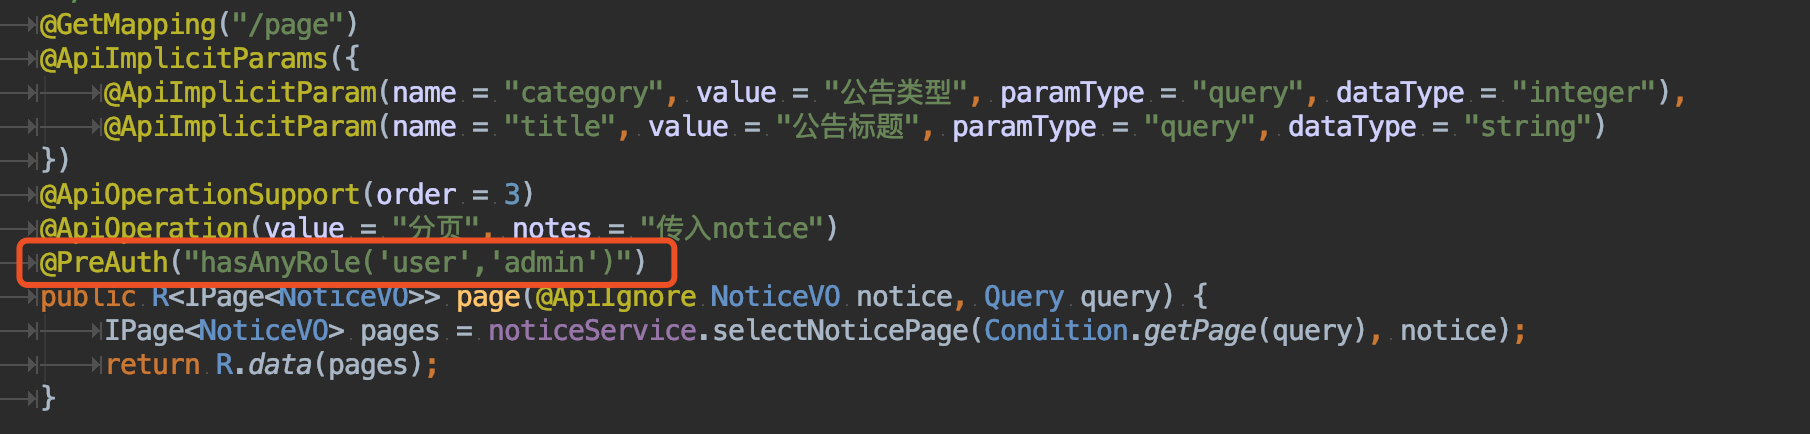 @GetMapping("/page")
@ApiImplicitParams({
@ApiImplicitParam(name = "category", value = "公告类型", paramType = "query", dataType = "integer"),
@ApiImplicitParam(name = "title", value = "公告标题", paramType = "query", dataType = "string")
})
@ApiOperationSupport(order = 3)
@ApiOperation(value = "分页", notes = "传入notice")
@PreAuth("hasAnyRole('user','admin')")
public R<IPage<NoticeVO>> page(@ApiIgnore NoticeVO notice, Query query) {
IPage<NoticeVO> pages = noticeService.selectNoticePage(Condition.getPage(query), notice);
return R.data(pages);
}